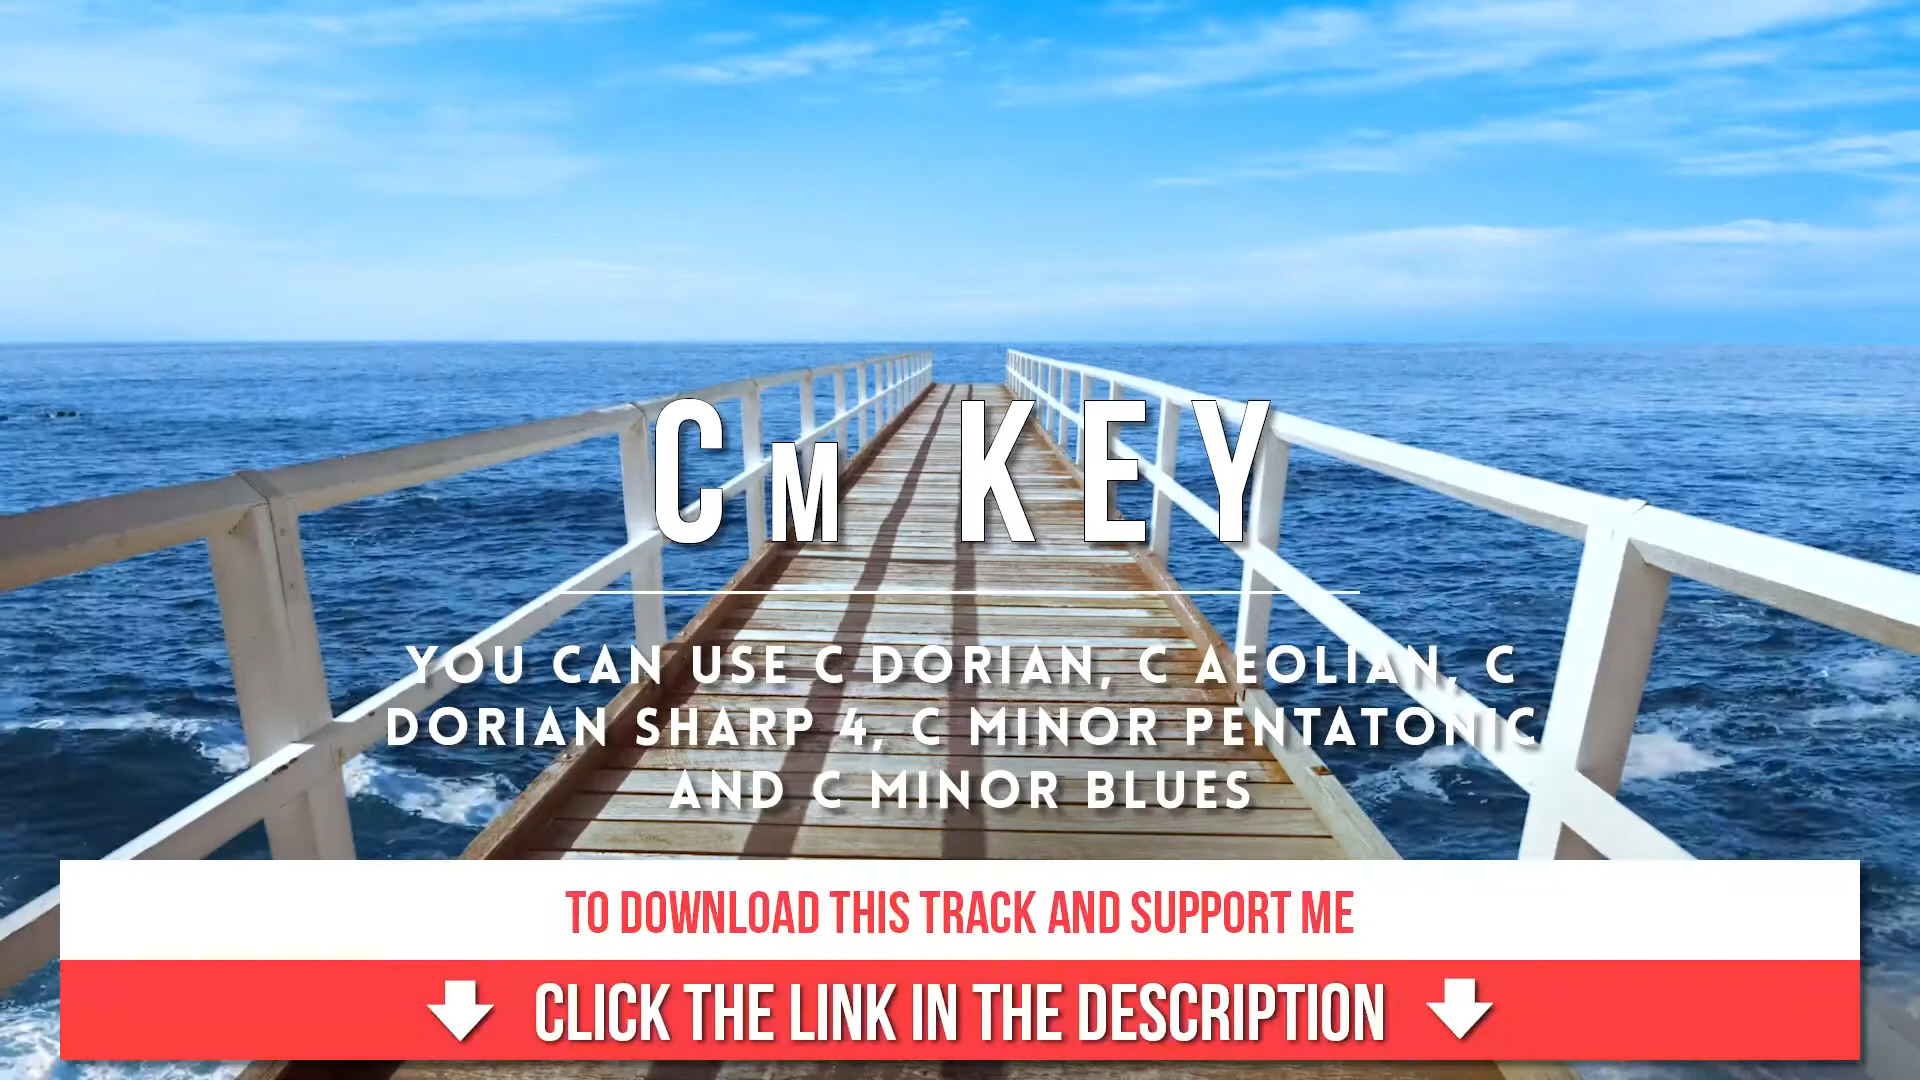 CM KEY
YOU CAN USE C DORIAN, C AEOLIAN, C
DORIAN SHARP 4, C MINOR PENTATONIC
AND C MINOR BLUES
TO DOWNLOAD THIS TRACK AND SUPPORT ME
CLICK THE LINK IN THE DESCRIPTION